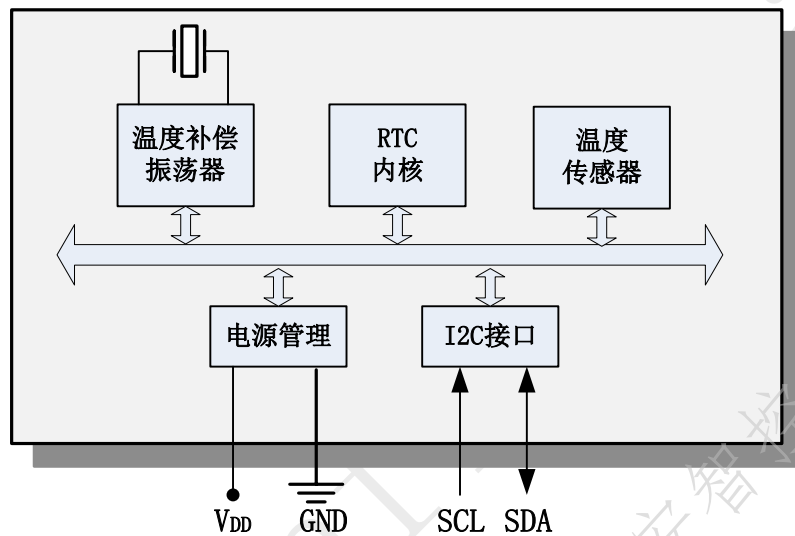 温度补偿
振荡器
RTC
内核
温度
传感器
电源管理
I2C接口
VDD
GND
SCL
SDA